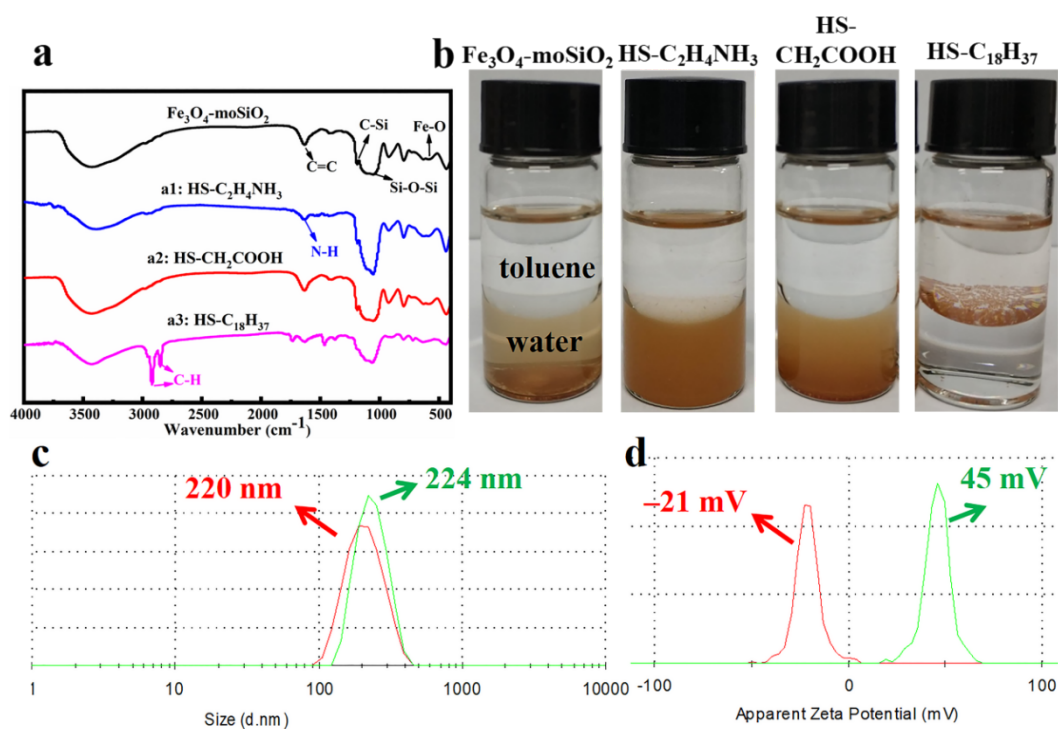 a
Fe₃O₄-moSiO₂
C-Si
Fe-O
C=C
Si-O-Si
a1: HS-C₂H₄NH₃
N-H
a2: HS-CH₂COOH
a3: HS-C₁₈H₃₇
C-H
4000 3500 3000 2500 2000 1500 1000 500
Wavenumber (cm⁻¹)
b
Fe₃O₄-moSiO₂
HS-C₂H₄NH₃
HS-
CH₂COOH
HS-C₁₈H₃₇
toluene
water
c
220 nm
224 nm
1 10 100 1000 10000
Size (d.nm)
d
–21 mV
45 mV
-100 0 100
Apparent Zeta Potential (mV)